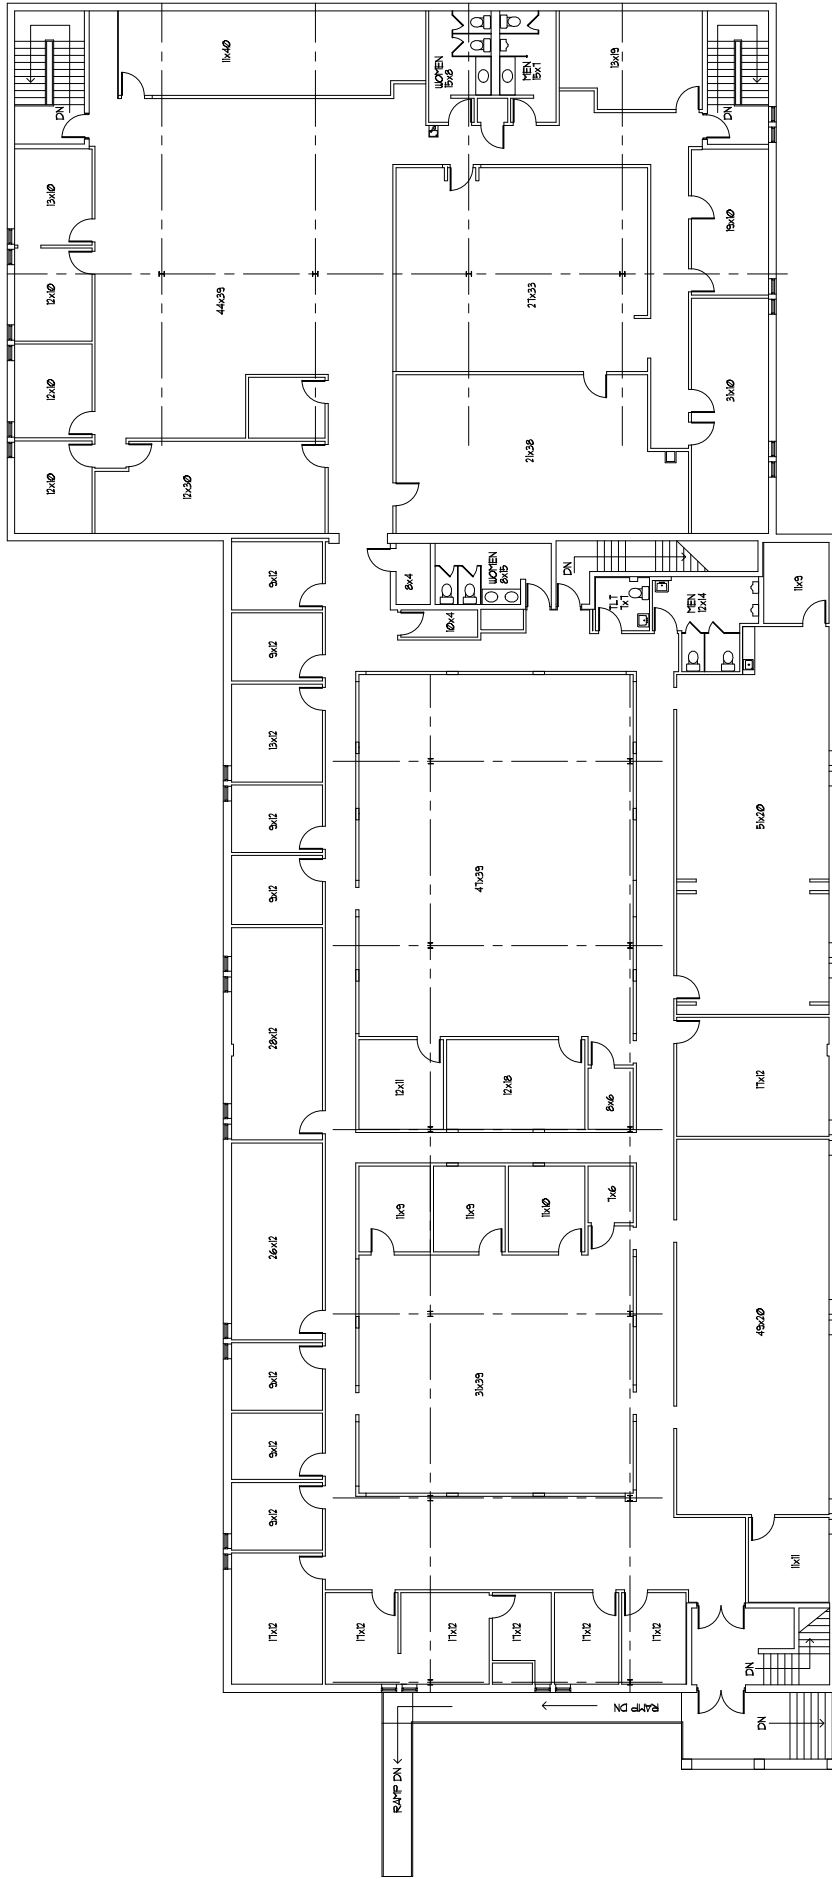 11x40
WOMEN
15x8
MEN
15x7
13x19
DN
DN
13x10
19x10
12x10
44x39
27x33
12x10
31x10
12x10
12x30
21x38
9x12
8x4
WOMEN
8x15
DN
TLT
7x7
MEN
12x14
11x9
10x4
9x12
13x12
9x12
51x20
9x12
47x39
28x12
12x11
12x18
8x6
17x12
11x9
11x9
11x10
7x6
26x12
49x20
9x12
31x39
9x12
9x12
11x11
17x12
17x12
17x12
17x12
17x12
17x12
DN
RAMP DN
DN
RAMP DN